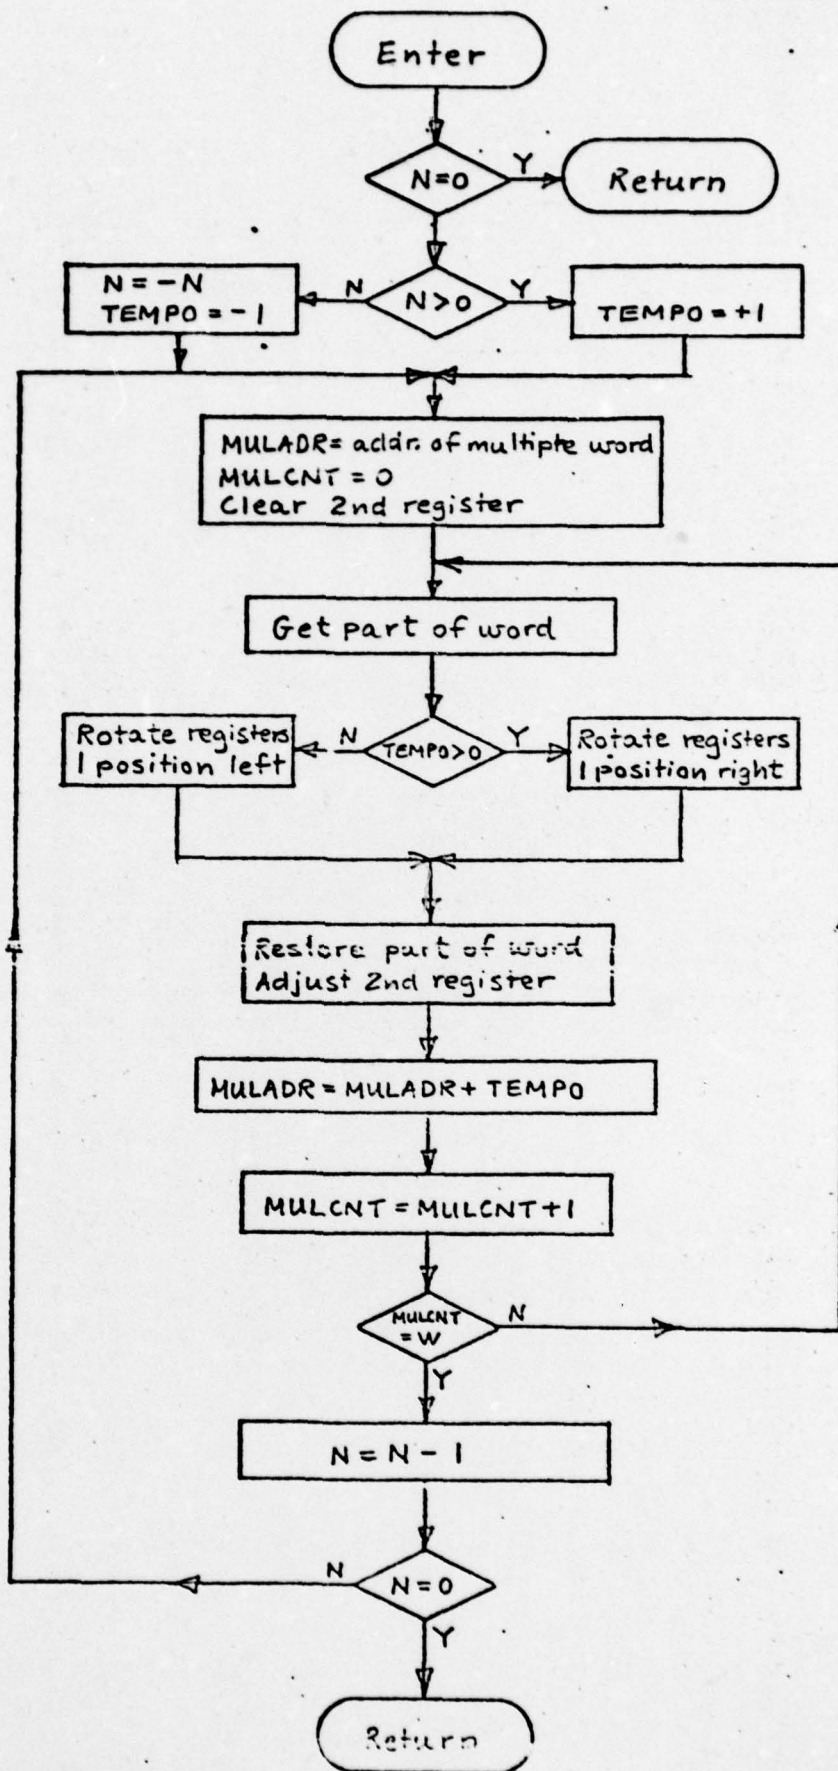 Enter
N=0
Y
Return
N = -N
TEMPO = -1
N
N>0
Y
TEMPO = +1
MULADR= addr. of multiple word
MULCNT = 0
Clear 2nd register
Get part of word
Rotate registers
1 position left
N
TEMPO>0
Y
Rotate registers
1 position right
Restore part of word
Adjust 2nd register
MULADR = MULADR + TEMPO
MULCNT = MULCNT +1
MULCNT
= W
N
Y
N = N - 1
N
N = 0
Y
Return